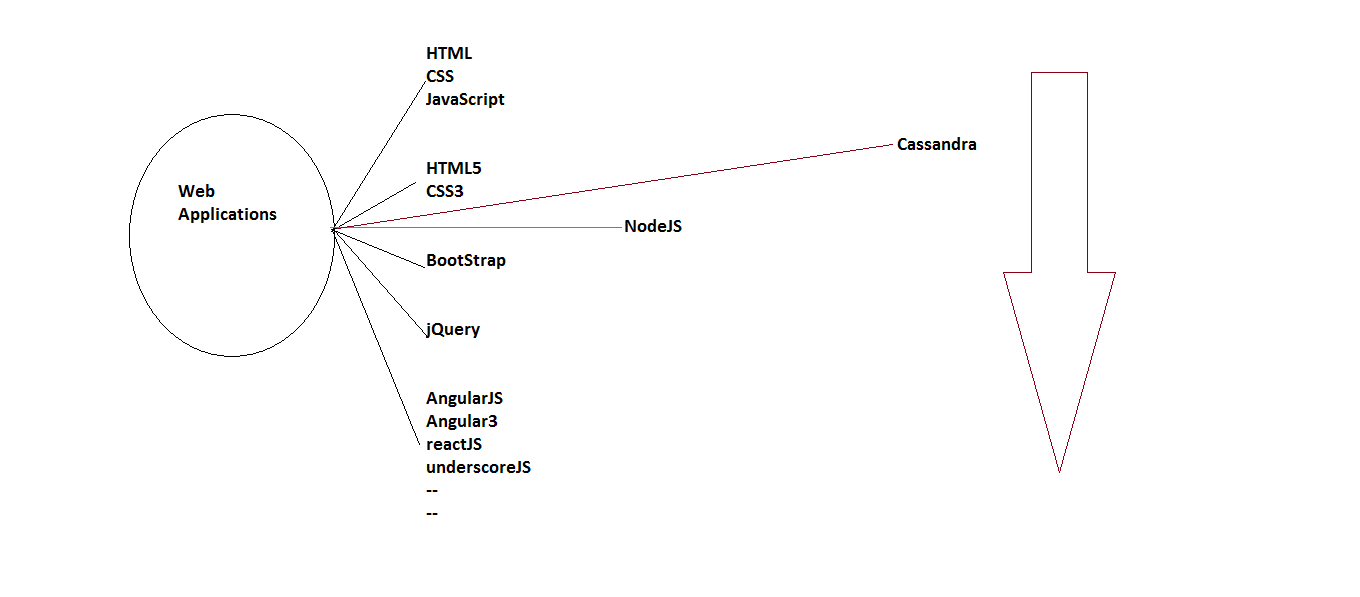 HTML
CSS
JavaScript
Cassandra
HTML5
CSS3
Web
Applications
NodeJS
BootStrap
jQuery
AngularJS
Angular3
reactJS
underscoreJS
--
--